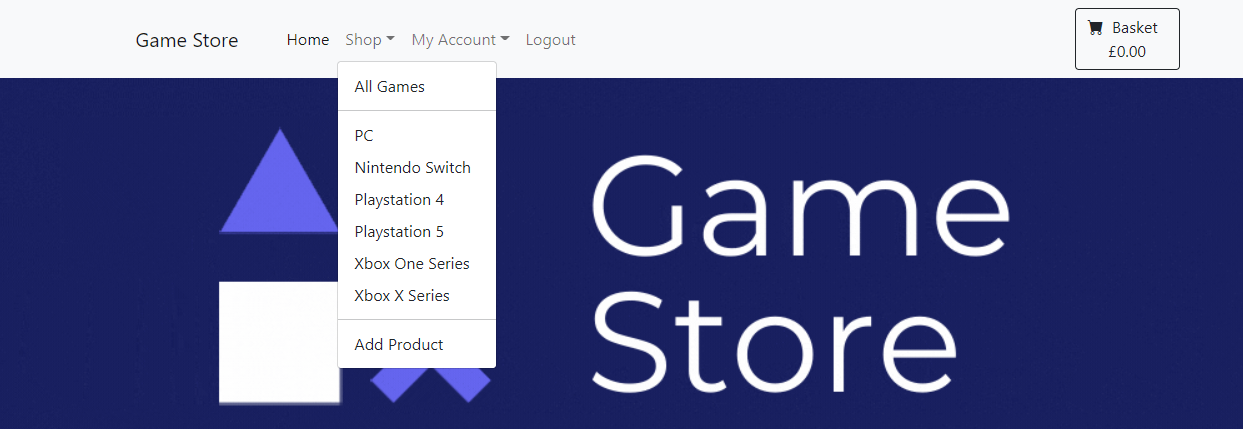 Game Store Home Shop My Account Logout Basket
£0.00
All Games
PC
Nintendo Switch
Playstation 4
Playstation 5
Xbox One Series
Xbox X Series
Add Product
Game
Store